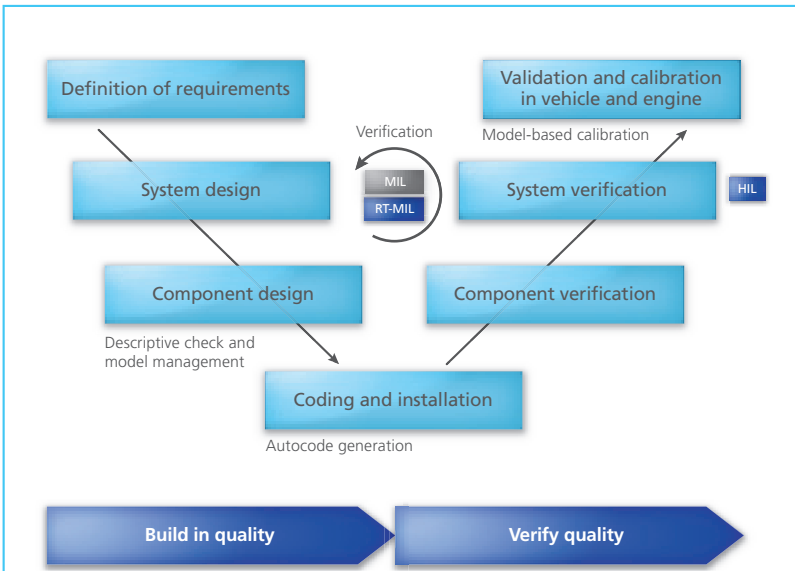 Definition of requirements
Validation and calibration
in vehicle and engine
Verification
Model-based calibration
System design
MIL
RT-MIL
System verification
HIL
Component design
Component verification
Descriptive check and
model management
Coding and installation
Autocode generation
Build in quality
Verify quality